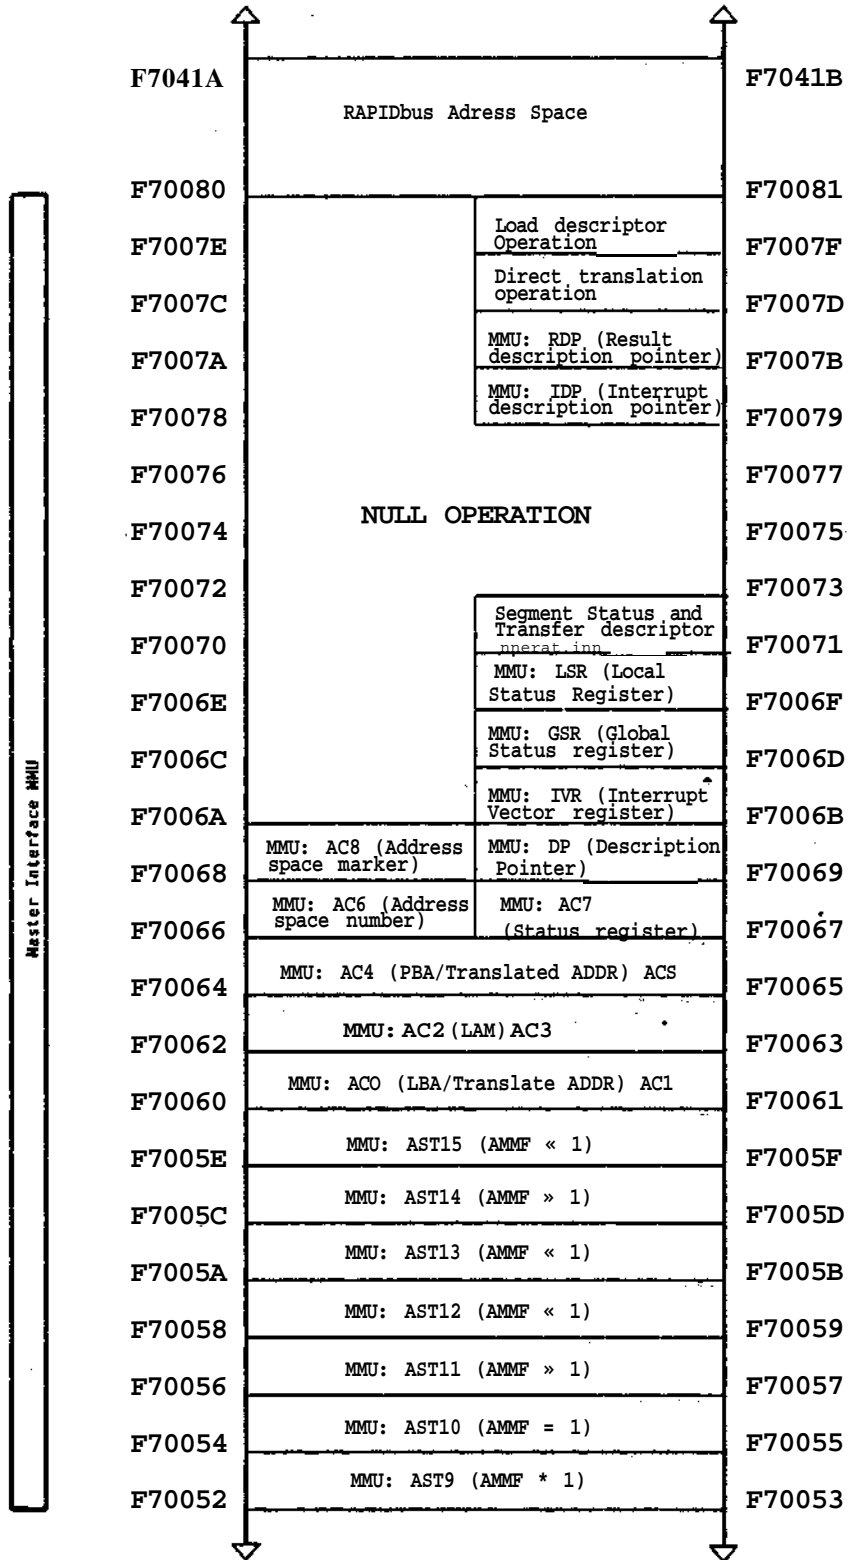 F7041A F7041B
RAPIDbus Adress Space
F70080 F70081
Load descriptor
Operation
F7007E F7007F
Direct translation
operation
F7007C F7007D
MMU: RDP (Result
description pointer)
F7007A F7007B
MMU: IDP (Interrupt
description pointer)
F70078 F70079
F70076 F70077
NULL OPERATION
F70074 F70075
F70072 F70073
Segment Status and
Transfer descriptor
nnerat.inn
F70070 F70071
MMU: LSR (Local
Status Register)
F7006E F7006F
MMU: GSR (Global
Status register)
F7006C F7006D
MMU: IVR (Interrupt
Vector register)
F7006A F7006B
MMU: AC8 (Address
space marker)
MMU: DP (Description
Pointer)
F70068 F70069
MMU: AC6 (Address
space number)
MMU: AC7
(Status register)
F70066 F70067
MMU: AC4 (PBA/Translated ADDR) ACS
F70064 F70065
MMU: AC2 (LAM) AC3
F70062 F70063
MMU: ACO (LBA/Translate ADDR) AC1
F70060 F70061
MMU: AST15 (AMMF « 1)
F7005E F7005F
MMU: AST14 (AMMF » 1)
F7005C F7005D
MMU: AST13 (AMMF « 1)
F7005A F7005B
MMU: AST12 (AMMF « 1)
F70058 F70059
MMU: AST11 (AMMF » 1)
F70056 F70057
MMU: AST10 (AMMF = 1)
F70054 F70055
MMU: AST9 (AMMF * 1)
F70052 F70053
Master Interface MMU